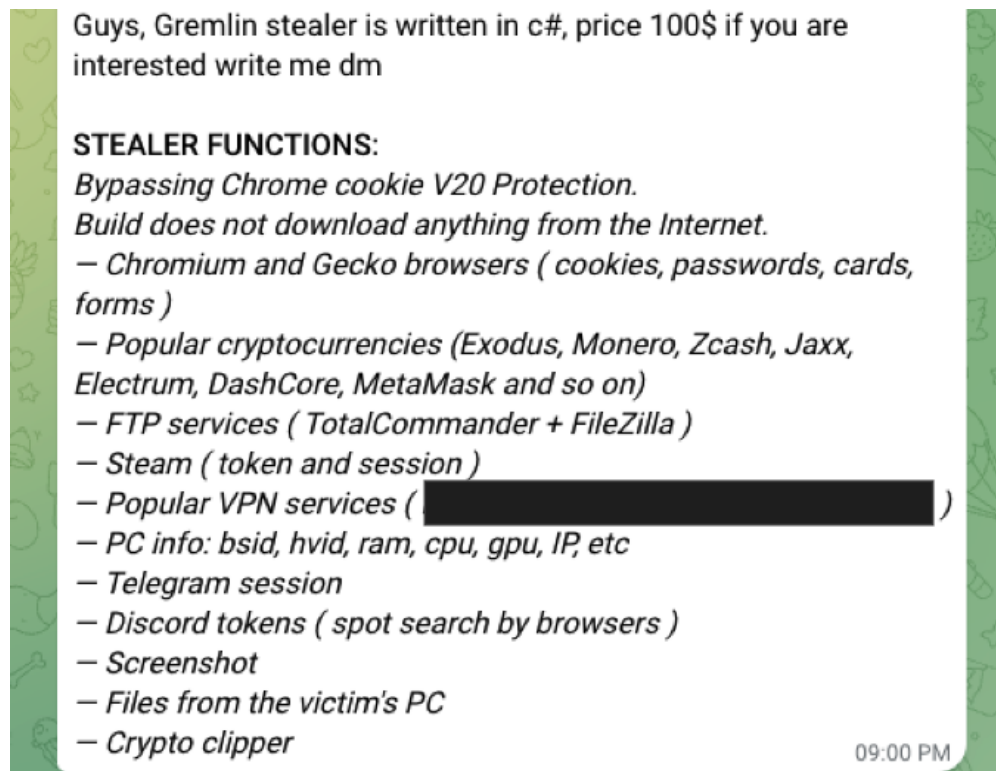 Guys, Gremlin stealer is written in c#, price 100$ if you are
interested write me dm
STEALER FUNCTIONS:
Bypassing Chrome cookie V20 Protection.
Build does not download anything from the Internet.
— Chromium and Gecko browsers ( cookies, passwords, cards,
forms )
— Popular cryptocurrencies (Exodus, Monero, Zcash, Jaxx,
Electrum, DashCore, MetaMask and so on)
— FTP services ( TotalCommander + FileZilla )
— Steam ( token and session )
— Popular VPN services ( )
— PC info: bsid, hvid, ram, cpu, gpu, IP, etc
— Telegram session
— Discord tokens ( spot search by browsers )
— Screenshot
— Files from the victim's PC
— Crypto clipper
09:00 PM